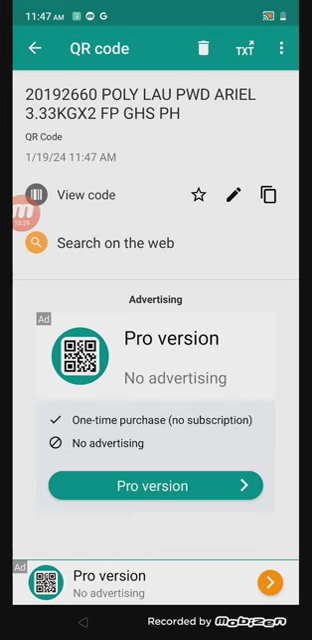 11:47 AM
QR code
TXT
20192660 POLY LAU PWD ARIEL
3.33KGX2 FP GHS PH
QR Code
1/19/24 11:47 AM
View code
13:29
Search on the web
Advertising
Ad
Pro version
No advertising
One-time purchase (no subscription)
No advertising
Pro version
Ad
Pro version
No advertising
Recorded by Mobizen